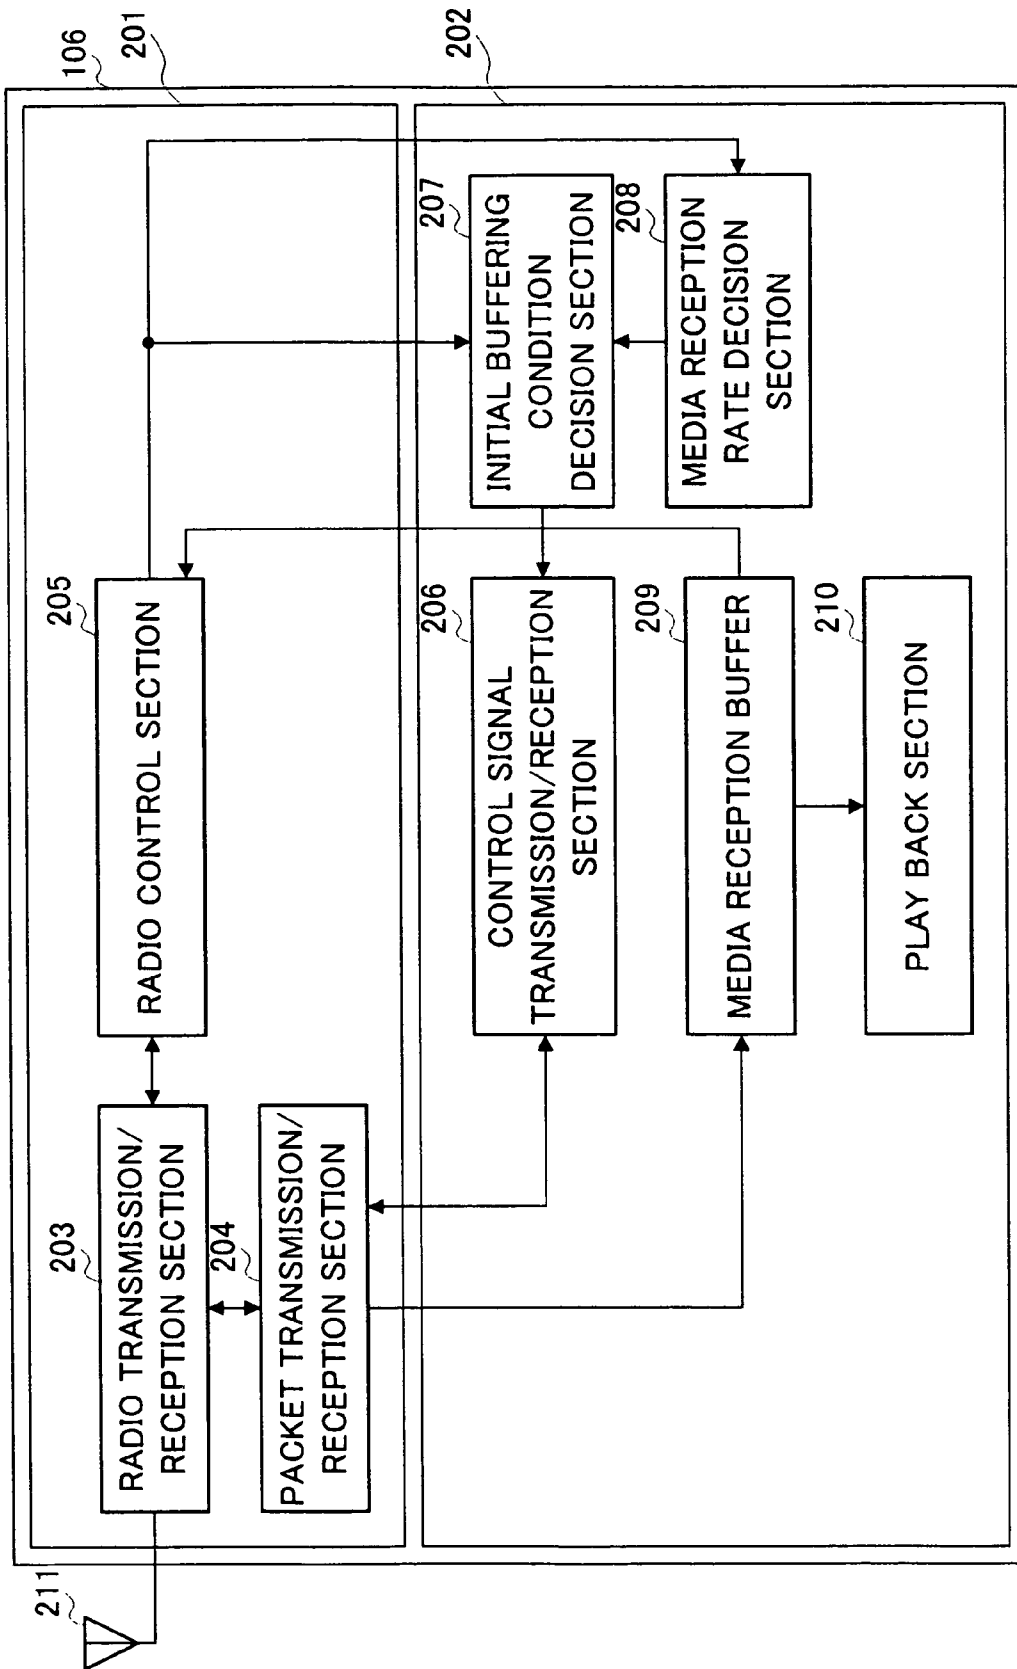 106
201
202
211
203
RADIO TRANSMISSION/
RECEPTION SECTION
204
PACKET TRANSMISSION/
RECEPTION SECTION
205
RADIO CONTROL SECTION
206
CONTROL SIGNAL
TRANSMISSION/RECEPTION
SECTION
207
INITIAL BUFFERING
CONDITION
DECISION SECTION
208
MEDIA RECEPTION
RATE DECISION
SECTION
209
MEDIA RECEPTION BUFFER
210
PLAY BACK SECTION